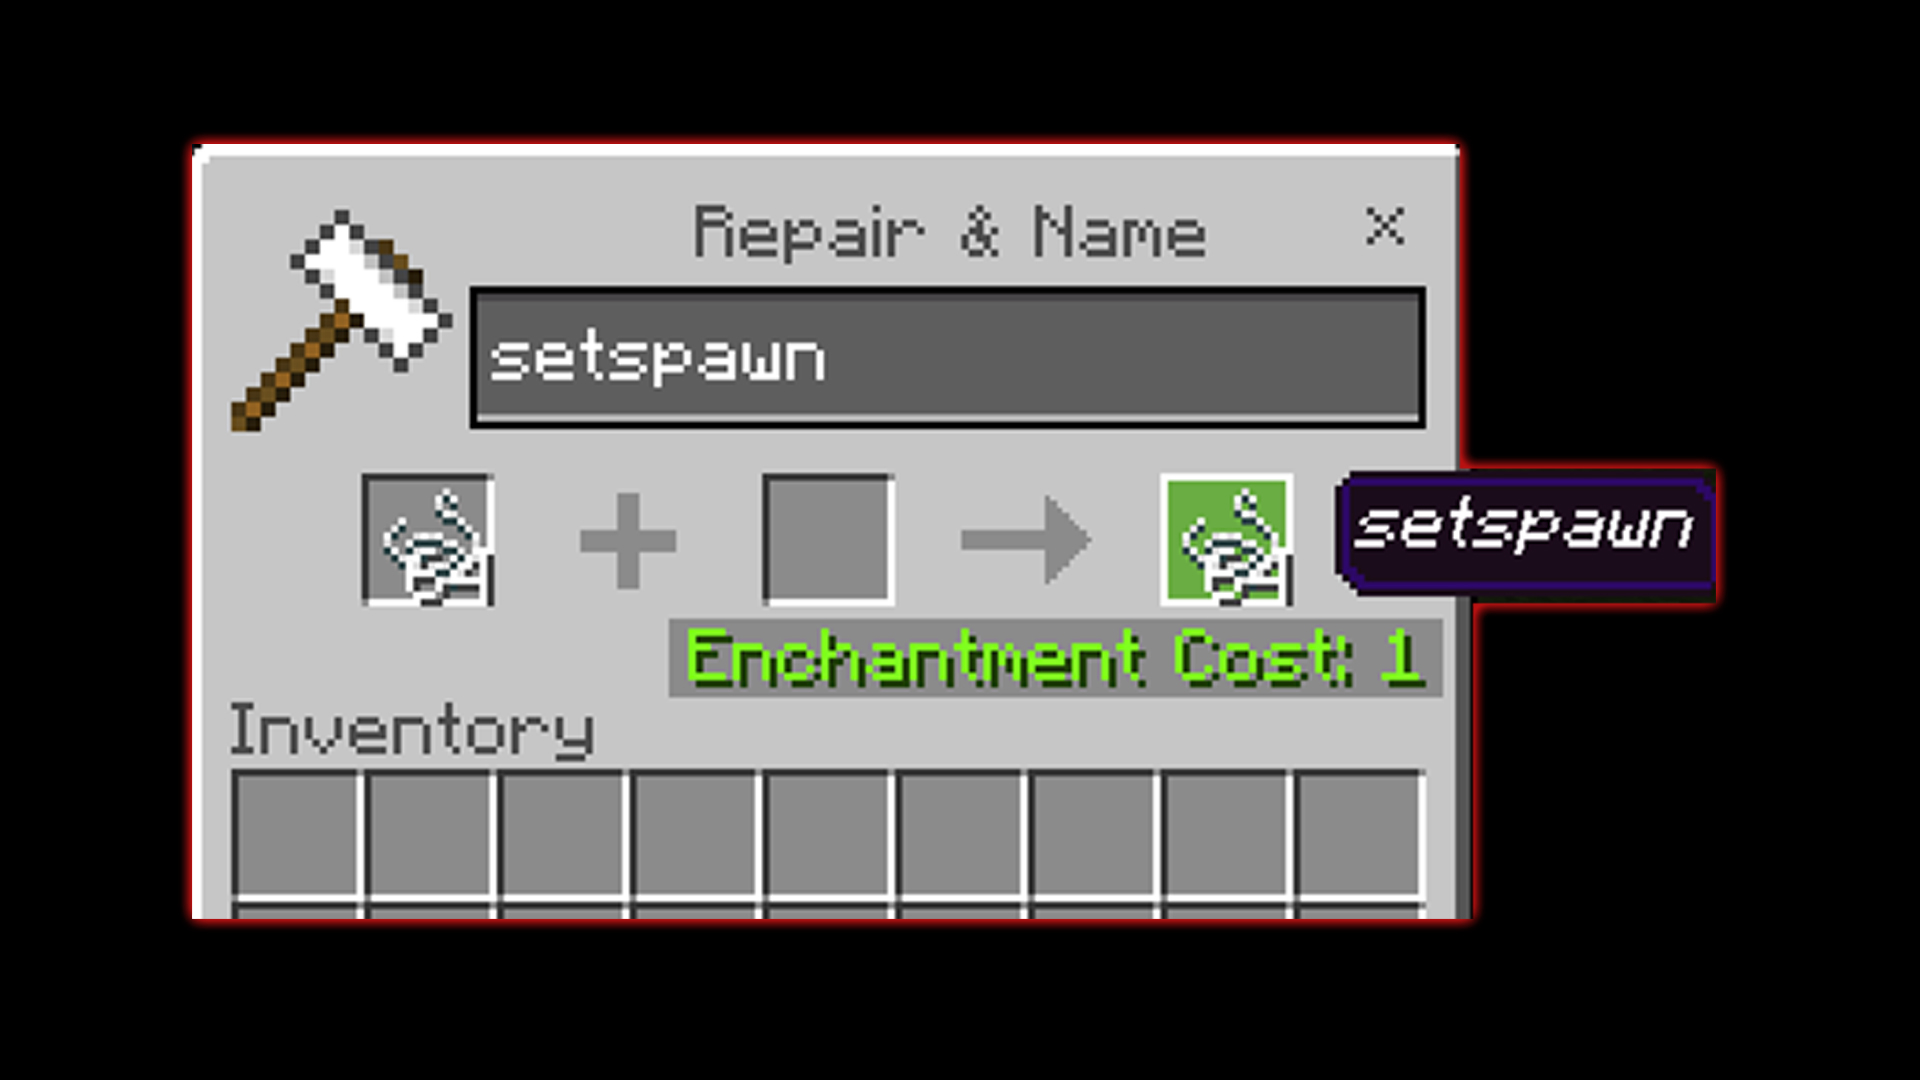 Repair & Name
setspawn
setspawn
Enchantment Cost: 1
Inventory